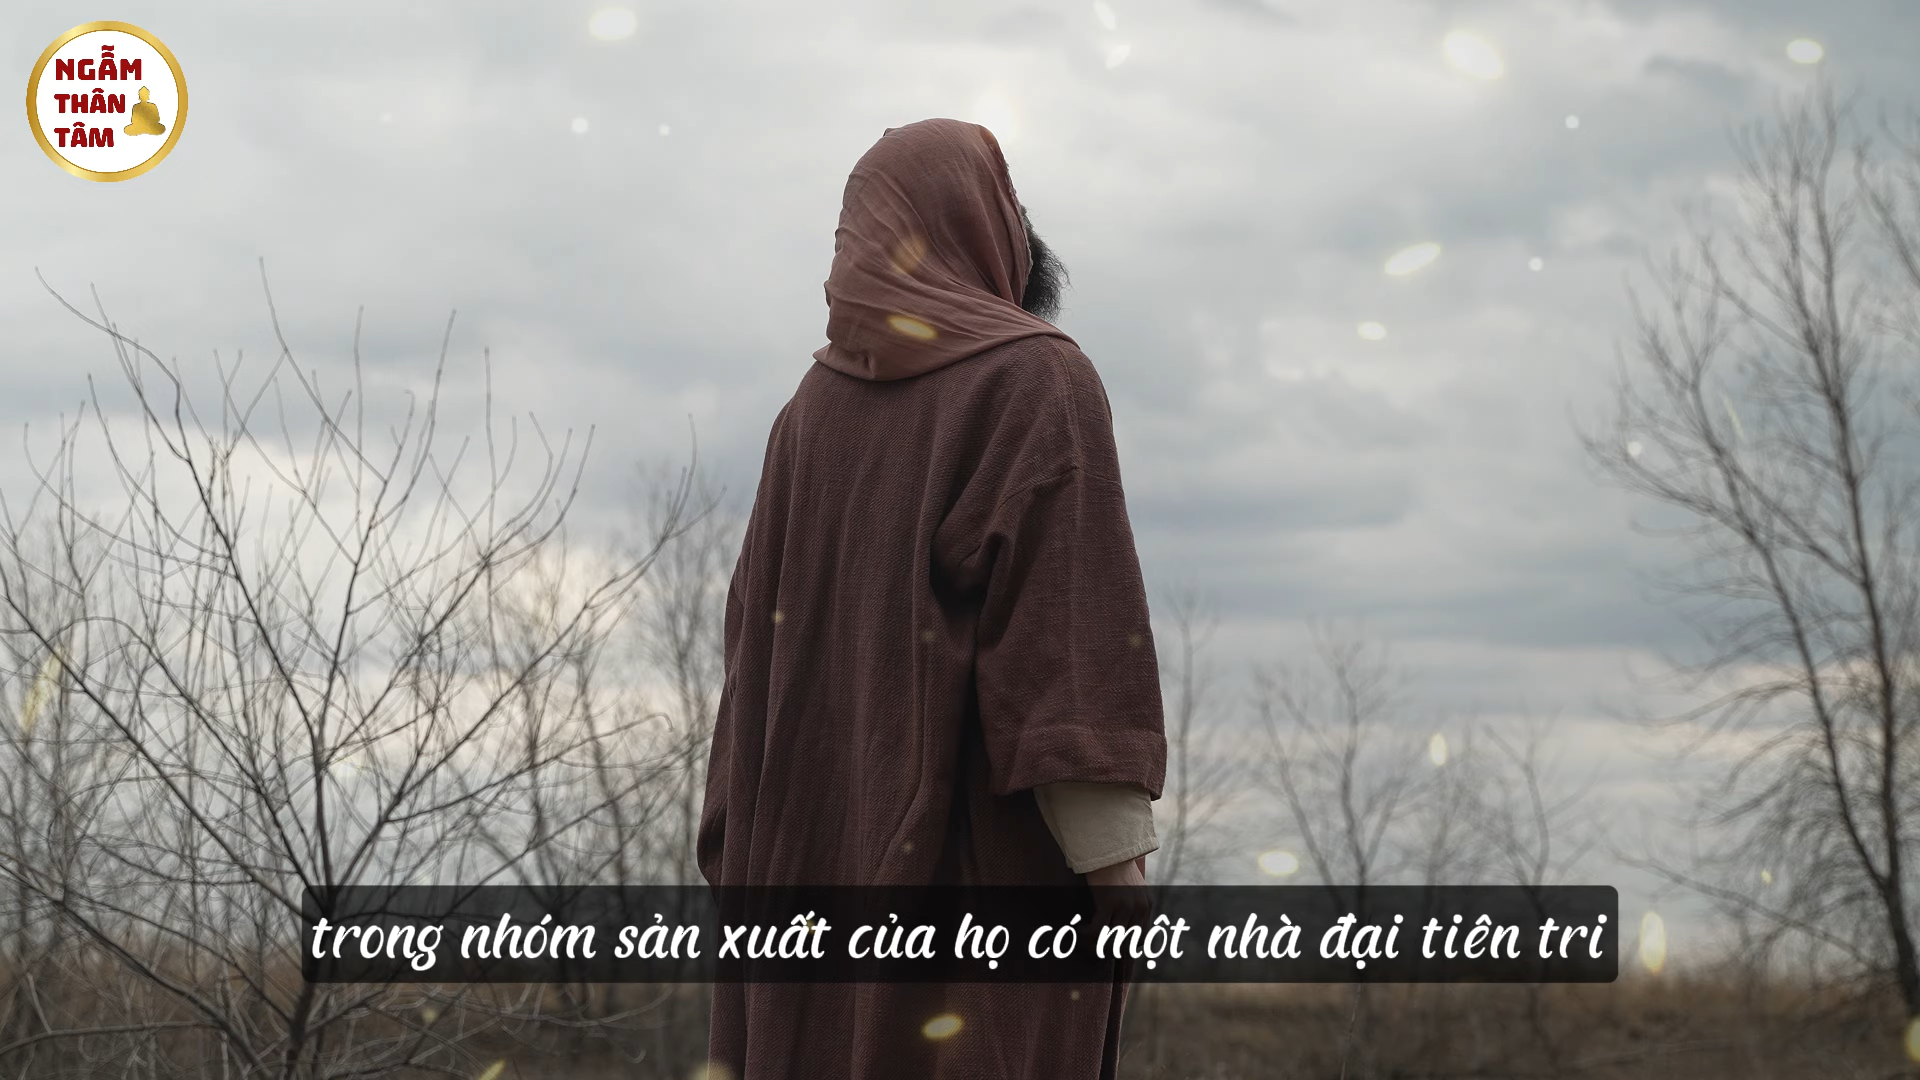 NGẪM
THÂN
TÂM
trong nhóm sản xuất của họ có một nhà đại tiên tri